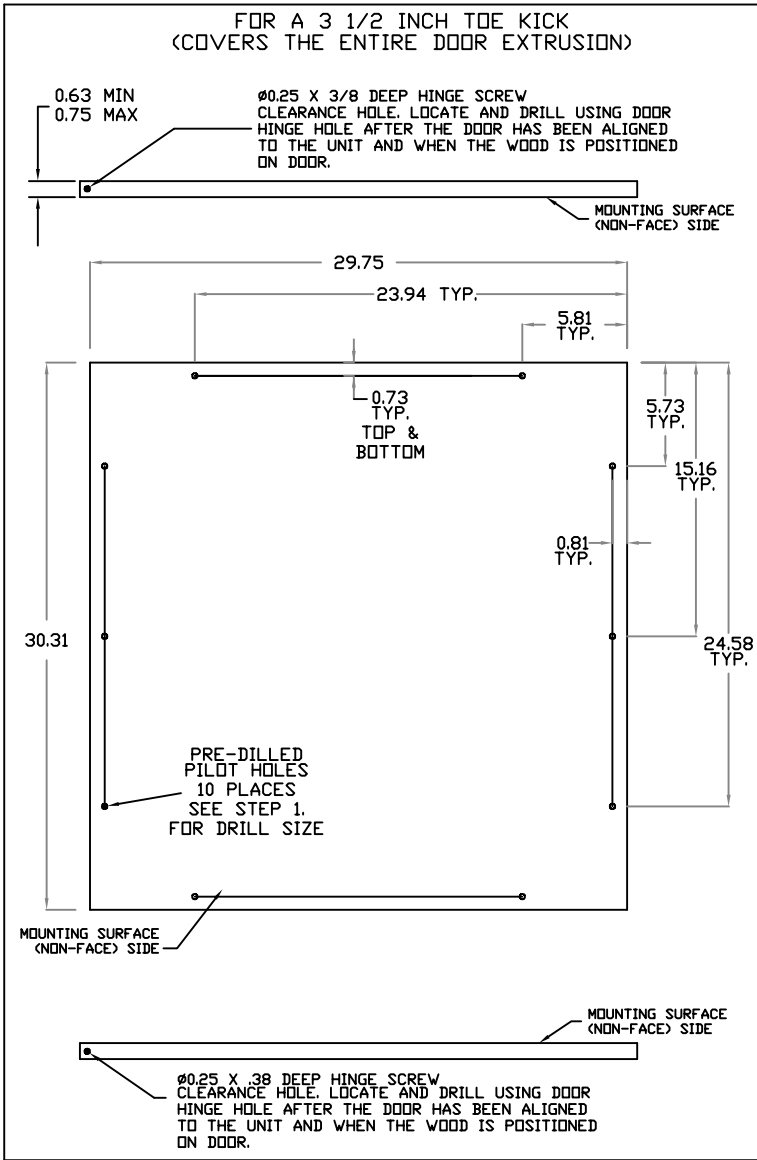 FOR A 3 1/2 INCH TOE KICK
(COVERS THE ENTIRE DOOR EXTRUSION)
0.63 MIN
0.75 MAX
Ø0.25 X 3/8 DEEP HINGE SCREW
CLEARANCE HOLE. LOCATE AND DRILL USING DOOR
HINGE HOLE AFTER THE DOOR HAS BEEN ALIGNED
TO THE UNIT AND WHEN THE WOOD IS POSITIONED
ON DOOR.
MOUNTING SURFACE
(NON-FACE) SIDE
29.75
23.94 TYP.
5.81
TYP.
0.73
TYP.
TOP &
BOTTOM
5.73
TYP.
15.16
TYP.
0.81
TYP.
30.31
24.58
TYP.
PRE-DILLED
PILOT HOLES
10 PLACES
SEE STEP 1.
FOR DRILL SIZE
MOUNTING SURFACE
(NON-FACE) SIDE
MOUNTING SURFACE
(NON-FACE) SIDE
Ø0.25 X .38 DEEP HINGE SCREW
CLEARANCE HOLE. LOCATE AND DRILL USING DOOR
HINGE HOLE AFTER THE DOOR HAS BEEN ALIGNED
TO THE UNIT AND WHEN THE WOOD IS POSITIONED
ON DOOR.